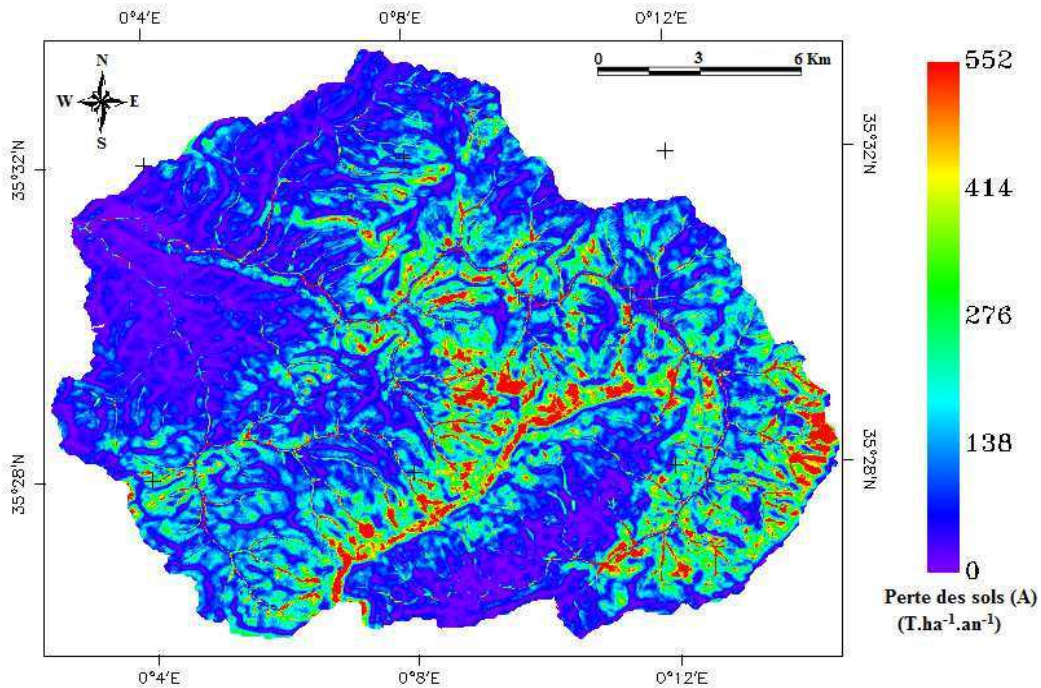 0°4'E 0°8'E 0°12'E
0 3 6 Km
N
W E
S
552
414
276
138
0
35°32'N
35°32'N
35°28'N
35°28'N
Perte des sols (A)
(T.ha⁻¹.an⁻¹)
0°4'E 0°8'E 0°12'E